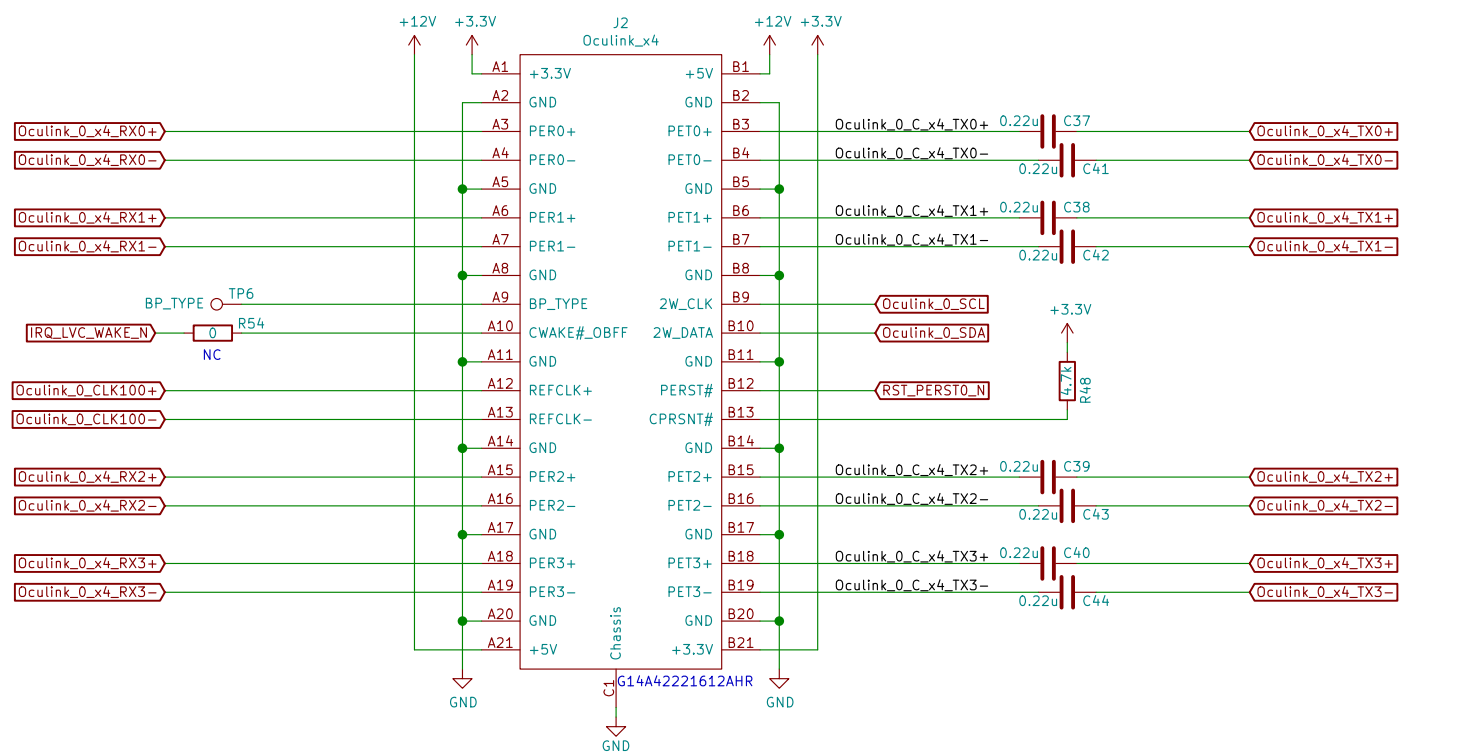 +12V +3.3V J2 +12V +3.3V
Oculink_x4
A1 +3.3V +5V B1
A2 GND GND B2
Oculink_0_x4_RX0+ A3 PER0+ PET0+ B3 Oculink_0_C_x4_TX0+ 0.22u C37 Oculink_0_x4_TX0+
Oculink_0_x4_RX0- A4 PER0- PET0- B4 Oculink_0_C_x4_TX0- 0.22u C41 Oculink_0_x4_TX0-
A5 GND GND B5
Oculink_0_x4_RX1+ A6 PER1+ PET1+ B6 Oculink_0_C_x4_TX1+ 0.22u C38 Oculink_0_x4_TX1+
Oculink_0_x4_RX1- A7 PER1- PET1- B7 Oculink_0_C_x4_TX1- 0.22u C42 Oculink_0_x4_TX1-
A8 GND GND B8
BP_TYPE TP6 A9 BP_TYPE 2W_CLK B9 Oculink_0_SCL
+3.3V
IRQ_LVC_WAKE_N 0 R54 A10 CWAKE#_OBFF 2W_DATA B10 Oculink_0_SDA
NC
A11 GND GND B11
Oculink_0_CLK100+ A12 REFCLK+ PERST# B12 RST_PERST0_N 4.7k R48
Oculink_0_CLK100- A13 REFCLK- CPRSNT# B13
A14 GND GND B14
Oculink_0_x4_RX2+ A15 PER2+ PET2+ B15 Oculink_0_C_x4_TX2+ 0.22u C39 Oculink_0_x4_TX2+
Oculink_0_x4_RX2- A16 PER2- PET2- B16 Oculink_0_C_x4_TX2- 0.22u C43 Oculink_0_x4_TX2-
A17 GND GND B17
Oculink_0_x4_RX3+ A18 PER3+ PET3+ B18 Oculink_0_C_x4_TX3+ 0.22u C40 Oculink_0_x4_TX3+
Oculink_0_x4_RX3- A19 PER3- PET3- B19 Oculink_0_C_x4_TX3- 0.22u C44 Oculink_0_x4_TX3-
A20 GND Chassis GND B20
A21 +5V +3.3V B21
C1 G14A42221612AHR
GND GND
GND